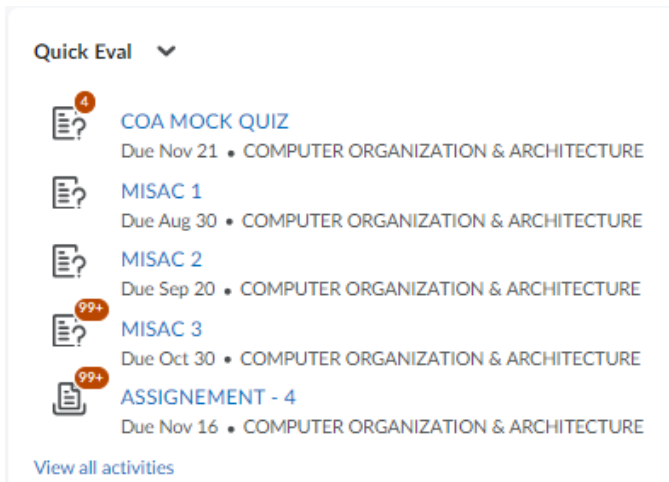 Quick Eval
4
COA MOCK QUIZ
Due Nov 21 • COMPUTER ORGANIZATION & ARCHITECTURE
MISAC 1
Due Aug 30 • COMPUTER ORGANIZATION & ARCHITECTURE
MISAC 2
Due Sep 20 • COMPUTER ORGANIZATION & ARCHITECTURE
99+
MISAC 3
Due Oct 30 • COMPUTER ORGANIZATION & ARCHITECTURE
99+
ASSIGNEMENT - 4
Due Nov 16 • COMPUTER ORGANIZATION & ARCHITECTURE
View all activities